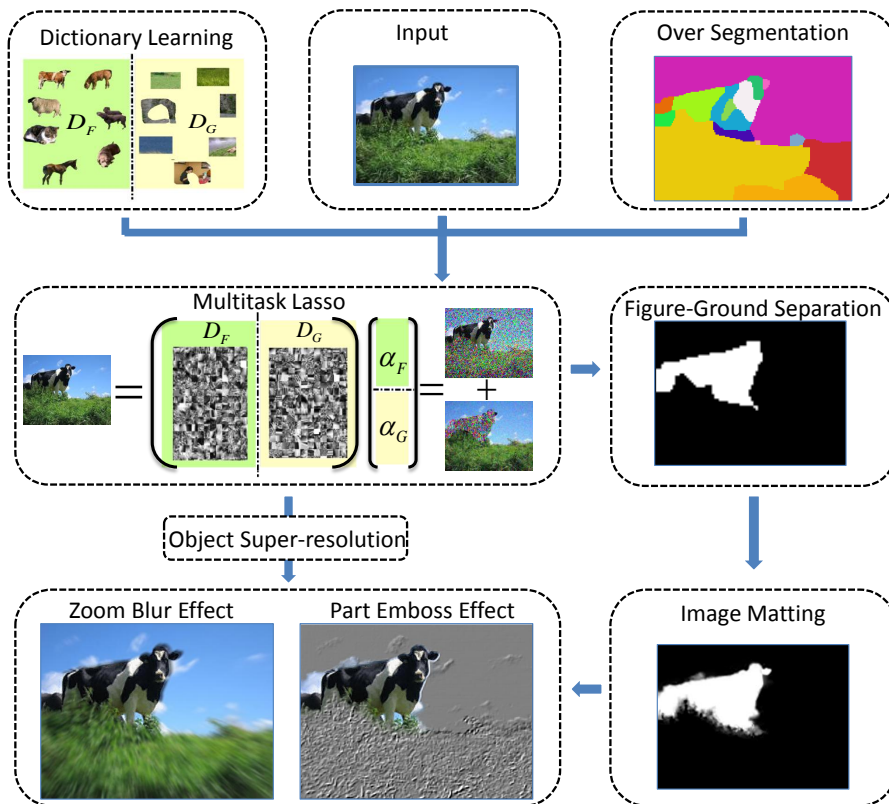 Dictionary Learning
D_F
D_G
Input
Over Segmentation
Multitask Lasso
D_F
D_G
=
α_F
α_G
=
+
Figure-Ground Separation
Object Super-resolution
Zoom Blur Effect
Part Emboss Effect
Image Matting